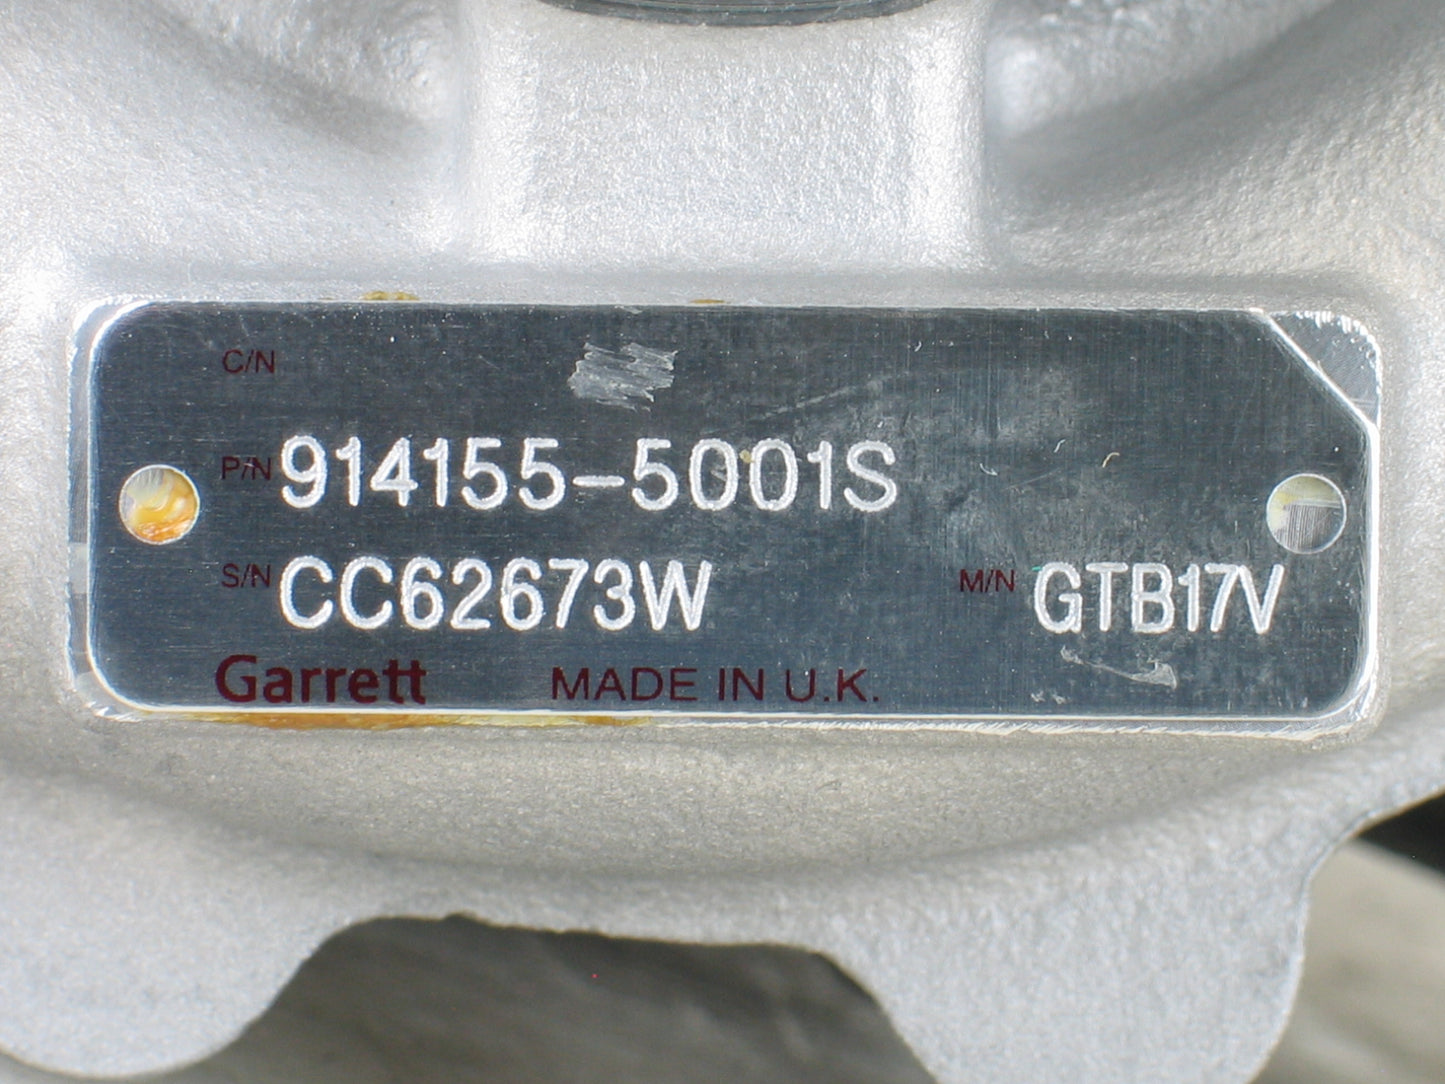 C/N
P/N 914155-5001S
S/N CC62673W M/N GTB17V
Garrett MADE IN U.K.